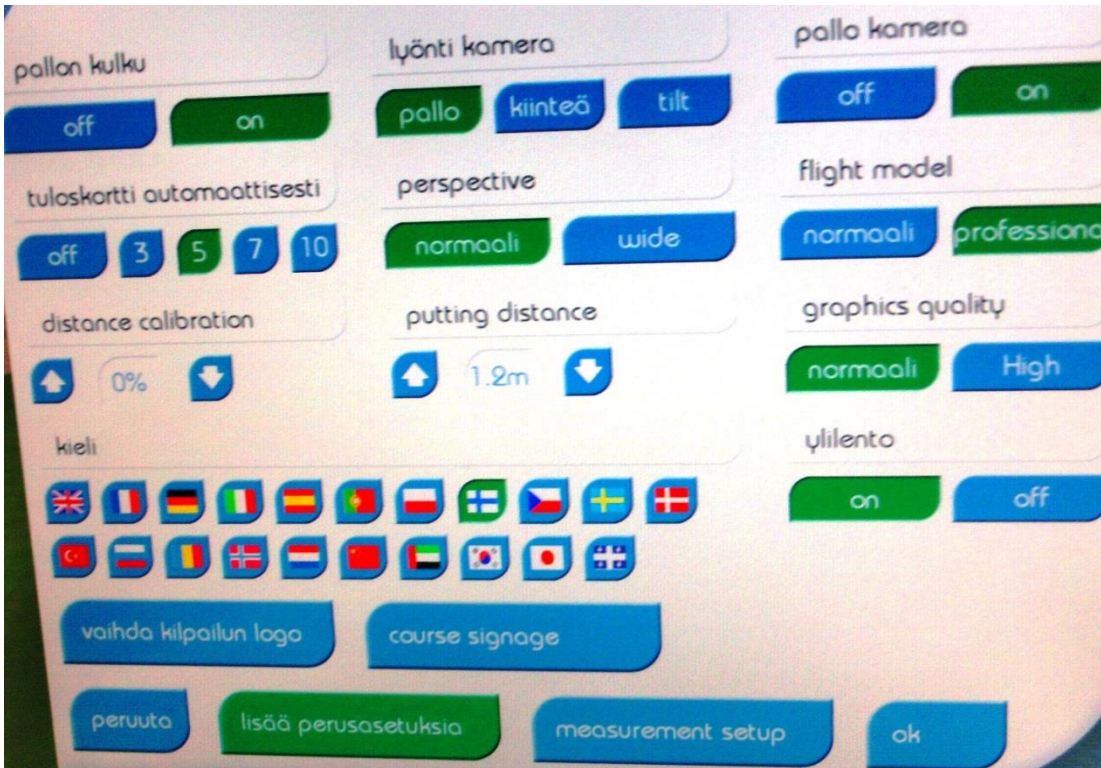 pallon kulku
lyönti kamera
pallo kamera
off
on
pallo
kiinteä
tilt
off
on
tuloskortti automaattisesti
perspective
flight model
off
3
5
7
10
normaali
wide
normaali
professiona
distance calibration
putting distance
graphics quality
0%
1.2m
normaali
High
kieli
ylilento
on
off
vaihda kilpailun logo
course signage
peruuta
lisää perusasetuksia
measurement setup
ok